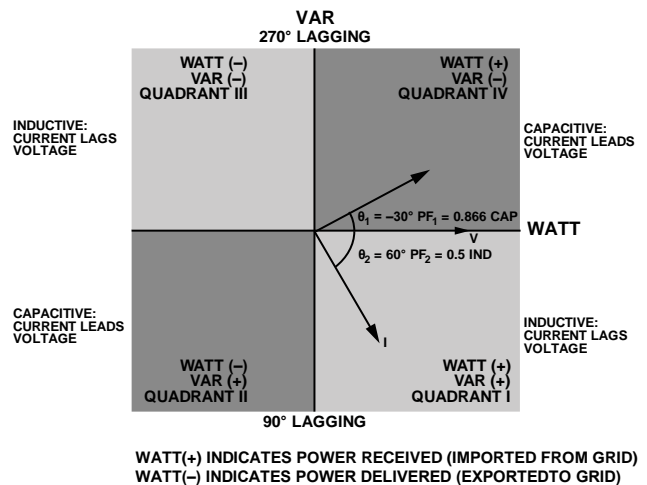 VAR
270° LAGGING
WATT (–)
VAR (–)
QUADRANT III
WATT (+)
VAR (–)
QUADRANT IV
INDUCTIVE:
CURRENT LAGS
VOLTAGE
CAPACITIVE:
CURRENT LEADS
VOLTAGE
θ1 = –30° PF1 = 0.866 CAP
V
WATT
θ2 = 60° PF2 = 0.5 IND
CAPACITIVE:
CURRENT LEADS
VOLTAGE
INDUCTIVE:
CURRENT LAGS
VOLTAGE
I
WATT (–)
VAR (+)
QUADRANT II
WATT (+)
VAR (+)
QUADRANT I
90° LAGGING
WATT(+) INDICATES POWER RECEIVED (IMPORTED FROM GRID)
WATT(–) INDICATES POWER DELIVERED (EXPORTEDTO GRID)